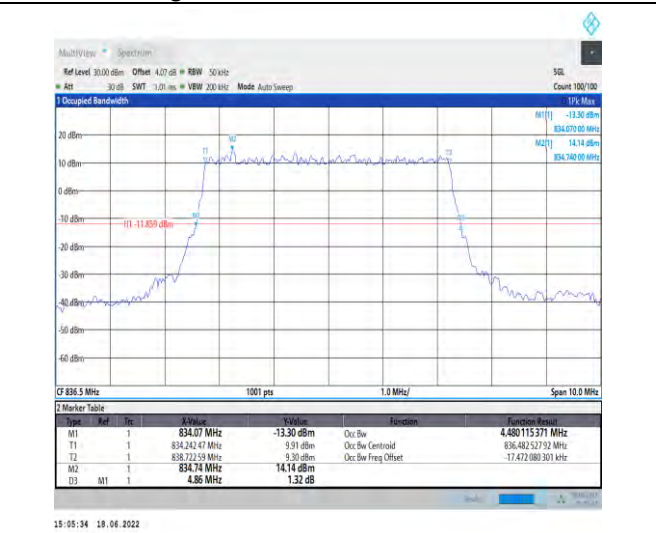 MultiView Spectrum
Ref Level 30.00 dBm Offset 4.07 dB RBW 50 kHz SGL
Att 30 dB SWT 1.01 ms VBW 200 kHz Mode Auto Sweep Count 100/100
1 Occupied Bandwidth 1Pk Max
M1[1] -13.30 dBm
834.070 00 MHz
M2[1] 14.14 dBm
834.740 00 MHz
20 dBm
M2
T1
T2
10 dBm
0 dBm
-10 dBm
M1
H1 -11.859 dBm
-20 dBm
-30 dBm
-40 dBm
-50 dBm
-60 dBm
CF 836.5 MHz 1001 pts 1.0 MHz/ Span 10.0 MHz
2 Marker Table
Type Ref Trc X-Value Y-Value Function Function Result
M1 1 834.07 MHz -13.30 dBm Occ Bw 4.480 115 371 MHz
T1 1 834.242 47 MHz 9.91 dBm Occ Bw Centroid 836.482 527 92 MHz
T2 1 838.722 59 MHz 9.30 dBm Occ Bw Freq Offset -17.472 080 301 kHz
M2 1 834.74 MHz 14.14 dBm
D3 M1 1 4.86 MHz 1.32 dB
15:05:34 18.06.2022